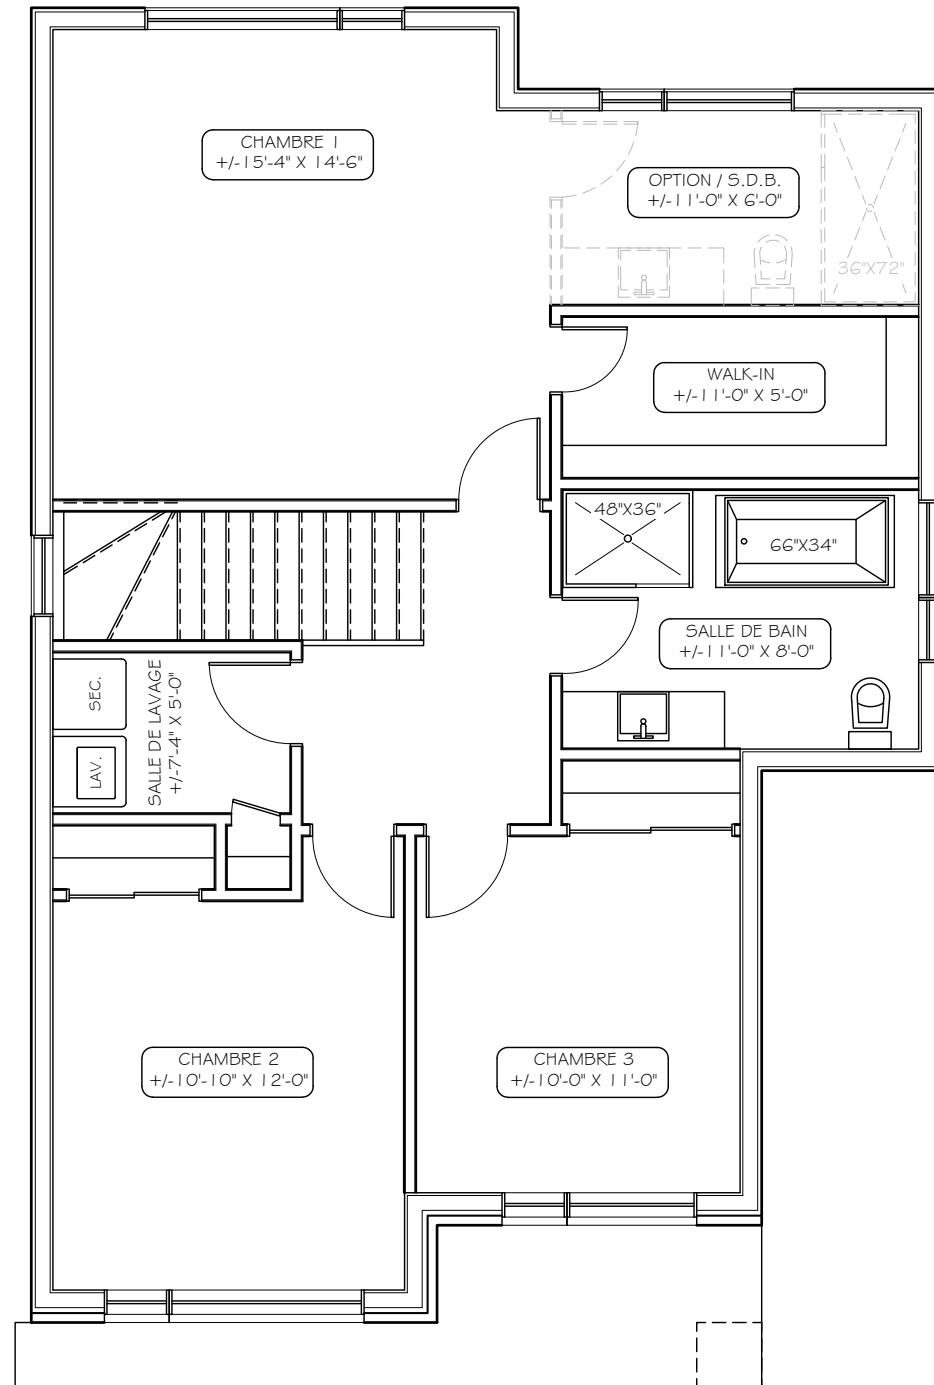 CHAMBRE 1
+/-15'-4" X 14'-6"
OPTION / S.D.B.
+/-11'-0" X 6'-0"
36"X72"
WALK-IN
+/-11'-0" X 5'-0"
48"X36"
66"X34"
SALLE DE BAIN
+/-11'-0" X 8'-0"
SEC.
LAV.
SALLE DE LAVAGE
+/-7'-4" X 5'-0"
CHAMBRE 2
+/-10'-10" X 12'-0"
CHAMBRE 3
+/-10'-0" X 11'-0"